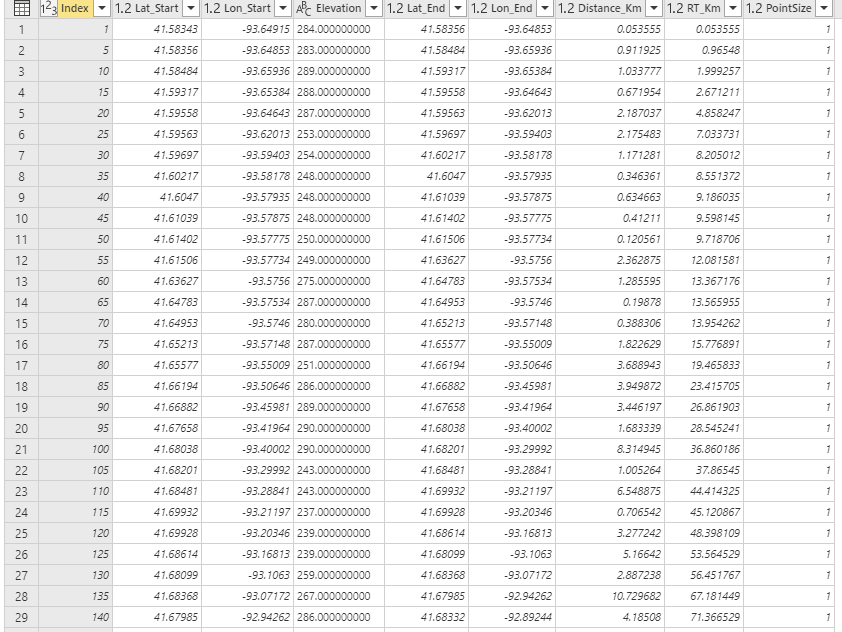 1²3 Index 1.2 Lat_Start 1.2 Lon_Start ABC Elevation 1.2 Lat_End 1.2 Lon_End 1.2 Distance_Km 1.2 RT_Km 1.2 PointSize
1 1 41.58343 -93.64915 284.000000000 41.58356 -93.64853 0.053555 0.053555 1
2 5 41.58356 -93.64853 283.000000000 41.58484 -93.65936 0.911925 0.96548 1
3 10 41.58484 -93.65936 289.000000000 41.59317 -93.65384 1.033777 1.999257 1
4 15 41.59317 -93.65384 288.000000000 41.59558 -93.64643 0.671954 2.671211 1
5 20 41.59558 -93.64643 287.000000000 41.59563 -93.62013 2.187037 4.858247 1
6 25 41.59563 -93.62013 253.000000000 41.59697 -93.59403 2.175483 7.033731 1
7 30 41.59697 -93.59403 254.000000000 41.60217 -93.58178 1.171281 8.205012 1
8 35 41.60217 -93.58178 248.000000000 41.6047 -93.57935 0.346361 8.551372 1
9 40 41.6047 -93.57935 248.000000000 41.61039 -93.57875 0.634663 9.186035 1
10 45 41.61039 -93.57875 248.000000000 41.61402 -93.57775 0.41211 9.598145 1
11 50 41.61402 -93.57775 250.000000000 41.61506 -93.57734 0.120561 9.718706 1
12 55 41.61506 -93.57734 249.000000000 41.63627 -93.5756 2.362875 12.081581 1
13 60 41.63627 -93.5756 275.000000000 41.64783 -93.57534 1.285595 13.367176 1
14 65 41.64783 -93.57534 287.000000000 41.64953 -93.5746 0.19878 13.565955 1
15 70 41.64953 -93.5746 280.000000000 41.65213 -93.57148 0.388306 13.954262 1
16 75 41.65213 -93.57148 287.000000000 41.65577 -93.55009 1.822629 15.776891 1
17 80 41.65577 -93.55009 251.000000000 41.66194 -93.50646 3.688943 19.465833 1
18 85 41.66194 -93.50646 286.000000000 41.66882 -93.45981 3.949872 23.415705 1
19 90 41.66882 -93.45981 289.000000000 41.67658 -93.41964 3.446197 26.861903 1
20 95 41.67658 -93.41964 290.000000000 41.68038 -93.40002 1.683339 28.545241 1
21 100 41.68038 -93.40002 290.000000000 41.68201 -93.29992 8.314945 36.860186 1
22 105 41.68201 -93.29992 243.000000000 41.68481 -93.28841 1.005264 37.86545 1
23 110 41.68481 -93.28841 243.000000000 41.69932 -93.21197 6.548875 44.414325 1
24 115 41.69932 -93.21197 237.000000000 41.69928 -93.20346 0.706542 45.120867 1
25 120 41.69928 -93.20346 239.000000000 41.68614 -93.16813 3.277242 48.398109 1
26 125 41.68614 -93.16813 239.000000000 41.68099 -93.1063 5.16642 53.564529 1
27 130 41.68099 -93.1063 259.000000000 41.68368 -93.07172 2.887238 56.451767 1
28 135 41.68368 -93.07172 267.000000000 41.67985 -92.94262 10.729682 67.181449 1
29 140 41.67985 -92.94262 286.000000000 41.68332 -92.89244 4.18508 71.366529 1